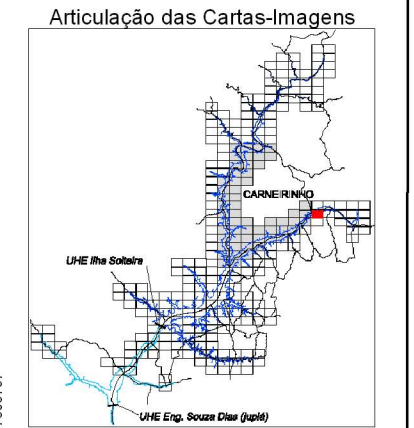 Articulação das Cartas-Imagens
CARNEIRINHO
UHE Ilha Solteira
UHE Eng. Souza Dias (jupiá)